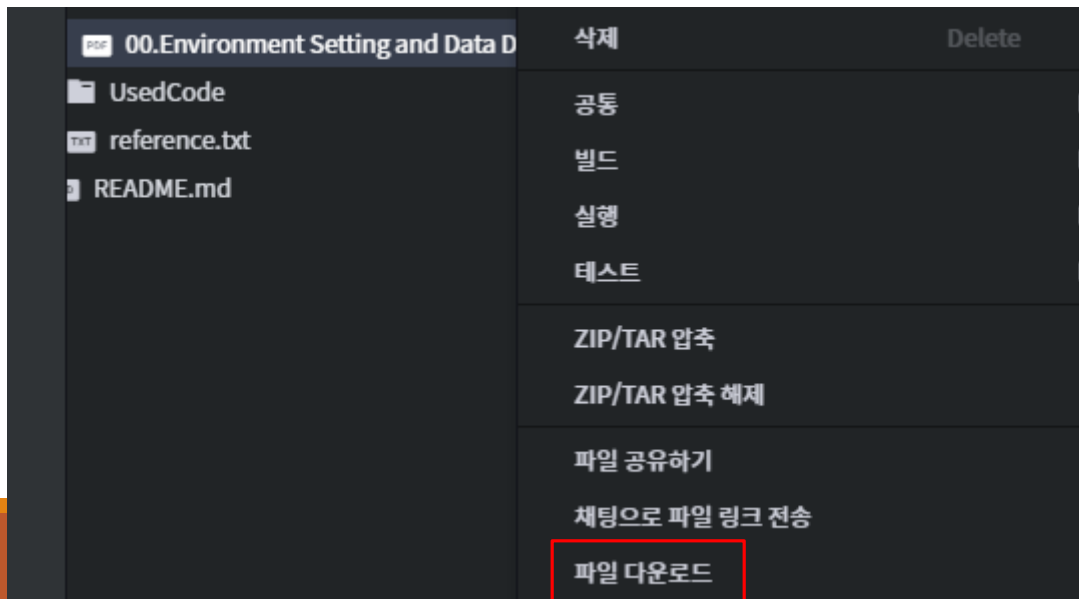 PDF 00.Environment Setting and Data D
UsedCode
TXT reference.txt
README.md
삭제 Delete
공통
빌드
실행
테스트
ZIP/TAR 압축
ZIP/TAR 압축 해제
파일 공유하기
채팅으로 파일 링크 전송
파일 다운로드